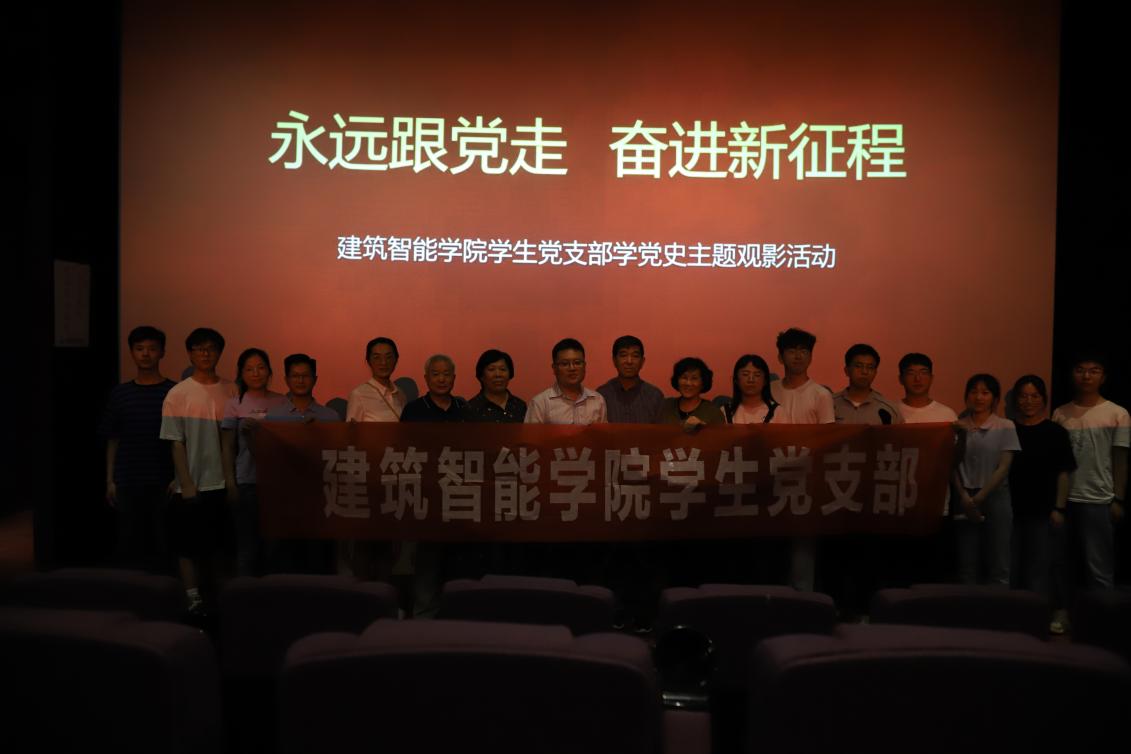 永远跟党走 奋进新征程
建筑智能学院学生党支部学党史主题观影活动
建筑智能学院学生党支部